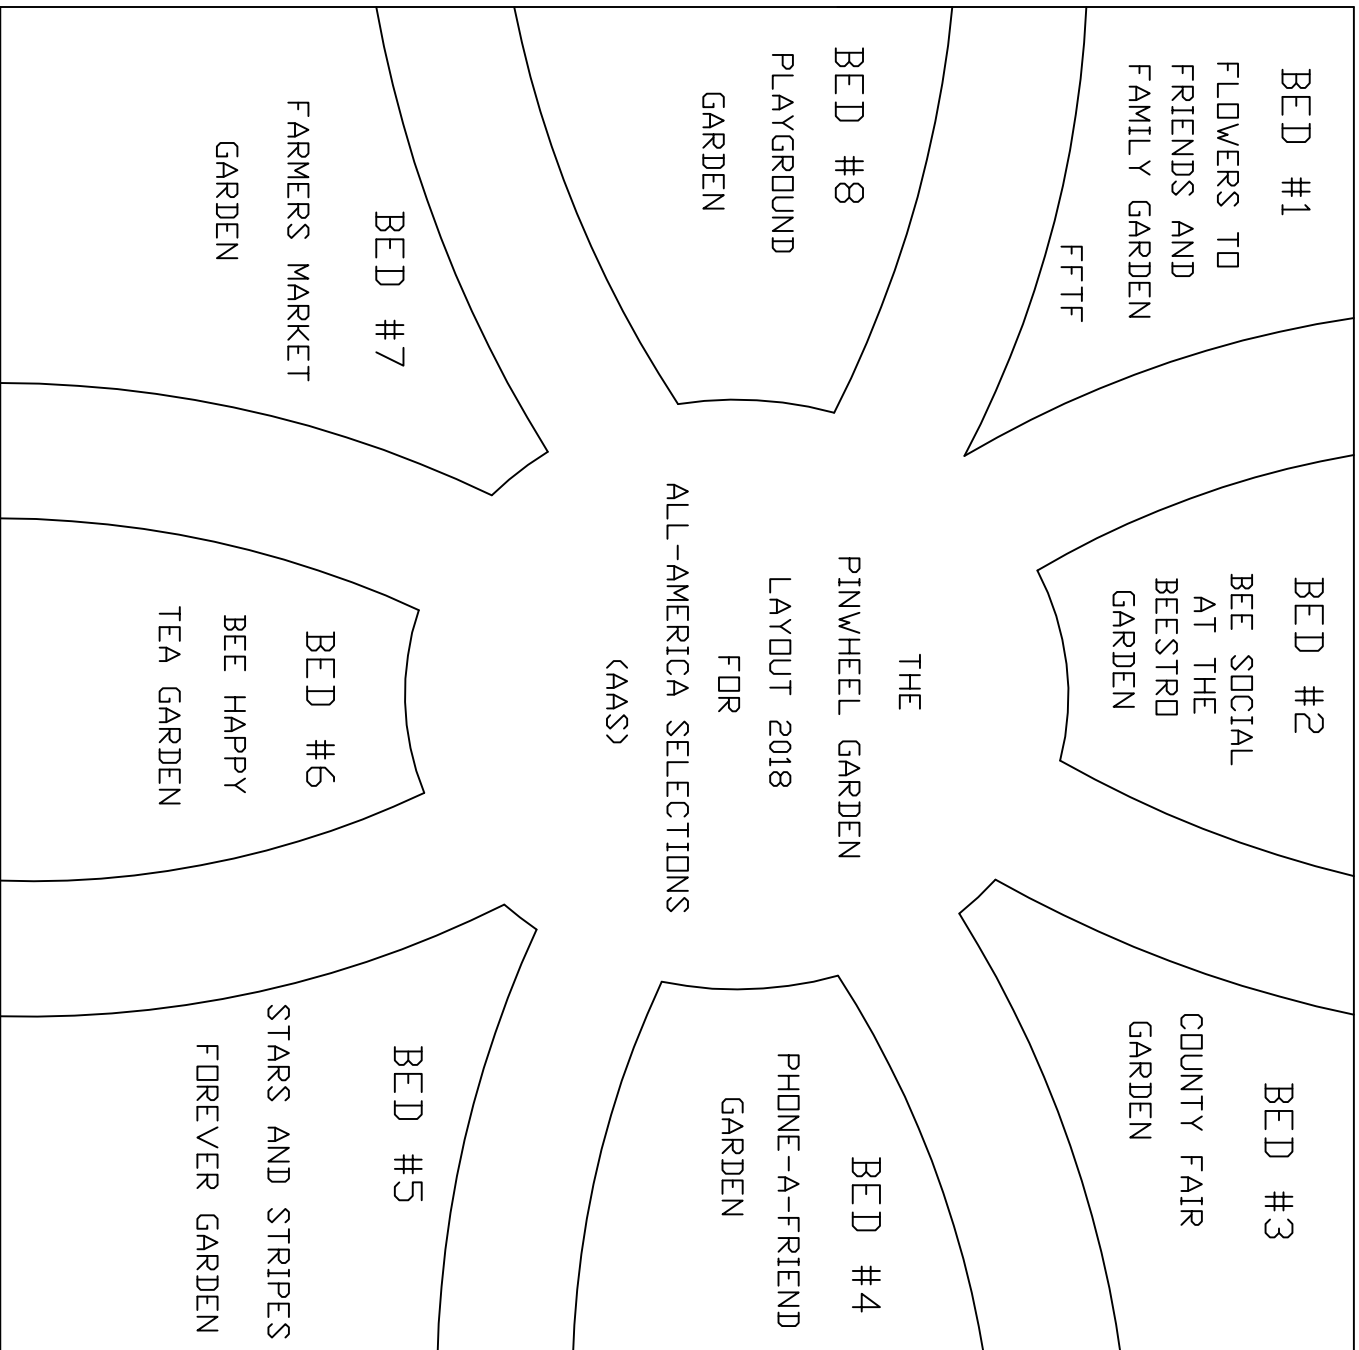 BED #1
FLOWERS TO
FRIENDS AND
FAMILY GARDEN
FFTF
BED #2
BEE SOCIAL
AT THE
BEESTRO
GARDEN
BED #3
COUNTY FAIR
GARDEN
BED #8
PLAYGROUND
GARDEN
THE
PINWHEEL GARDEN
LAYOUT 2018
FOR
ALL-AMERICA SELECTIONS
(AAS)
BED #4
PHONE-A-FRIEND
GARDEN
BED #7
FARMERS MARKET
GARDEN
BED #6
BEE HAPPY
TEA GARDEN
BED #5
STARS AND STRIPES
FOREVER GARDEN